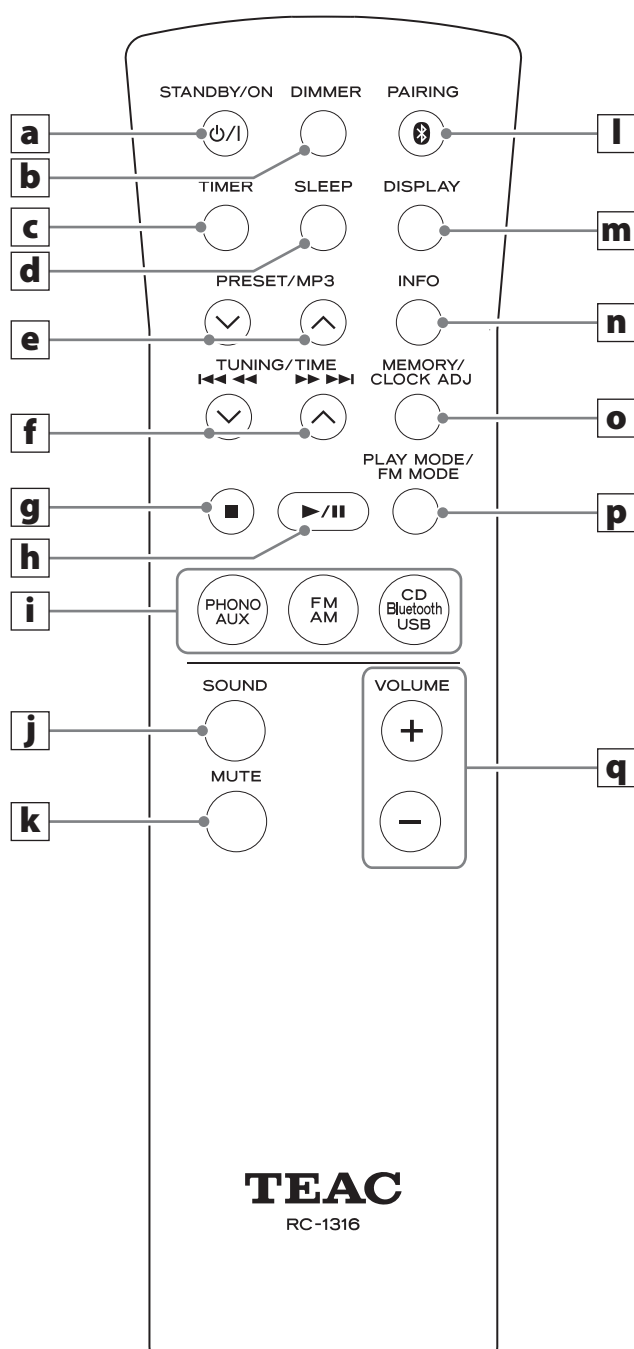 STANDBY/ON DIMMER PAIRING
a
l
b
TIMER SLEEP DISPLAY
c
m
d
PRESET/MP3 INFO
e
n
TUNING/TIME MEMORY/
CLOCK ADJ
f
o
PLAY MODE/
FM MODE
g
p
h
i
PHONO
AUX
FM
AM
CD
Bluetooth
USB
SOUND VOLUME
j
+
q
MUTE
k
−
TEAC
RC-1316